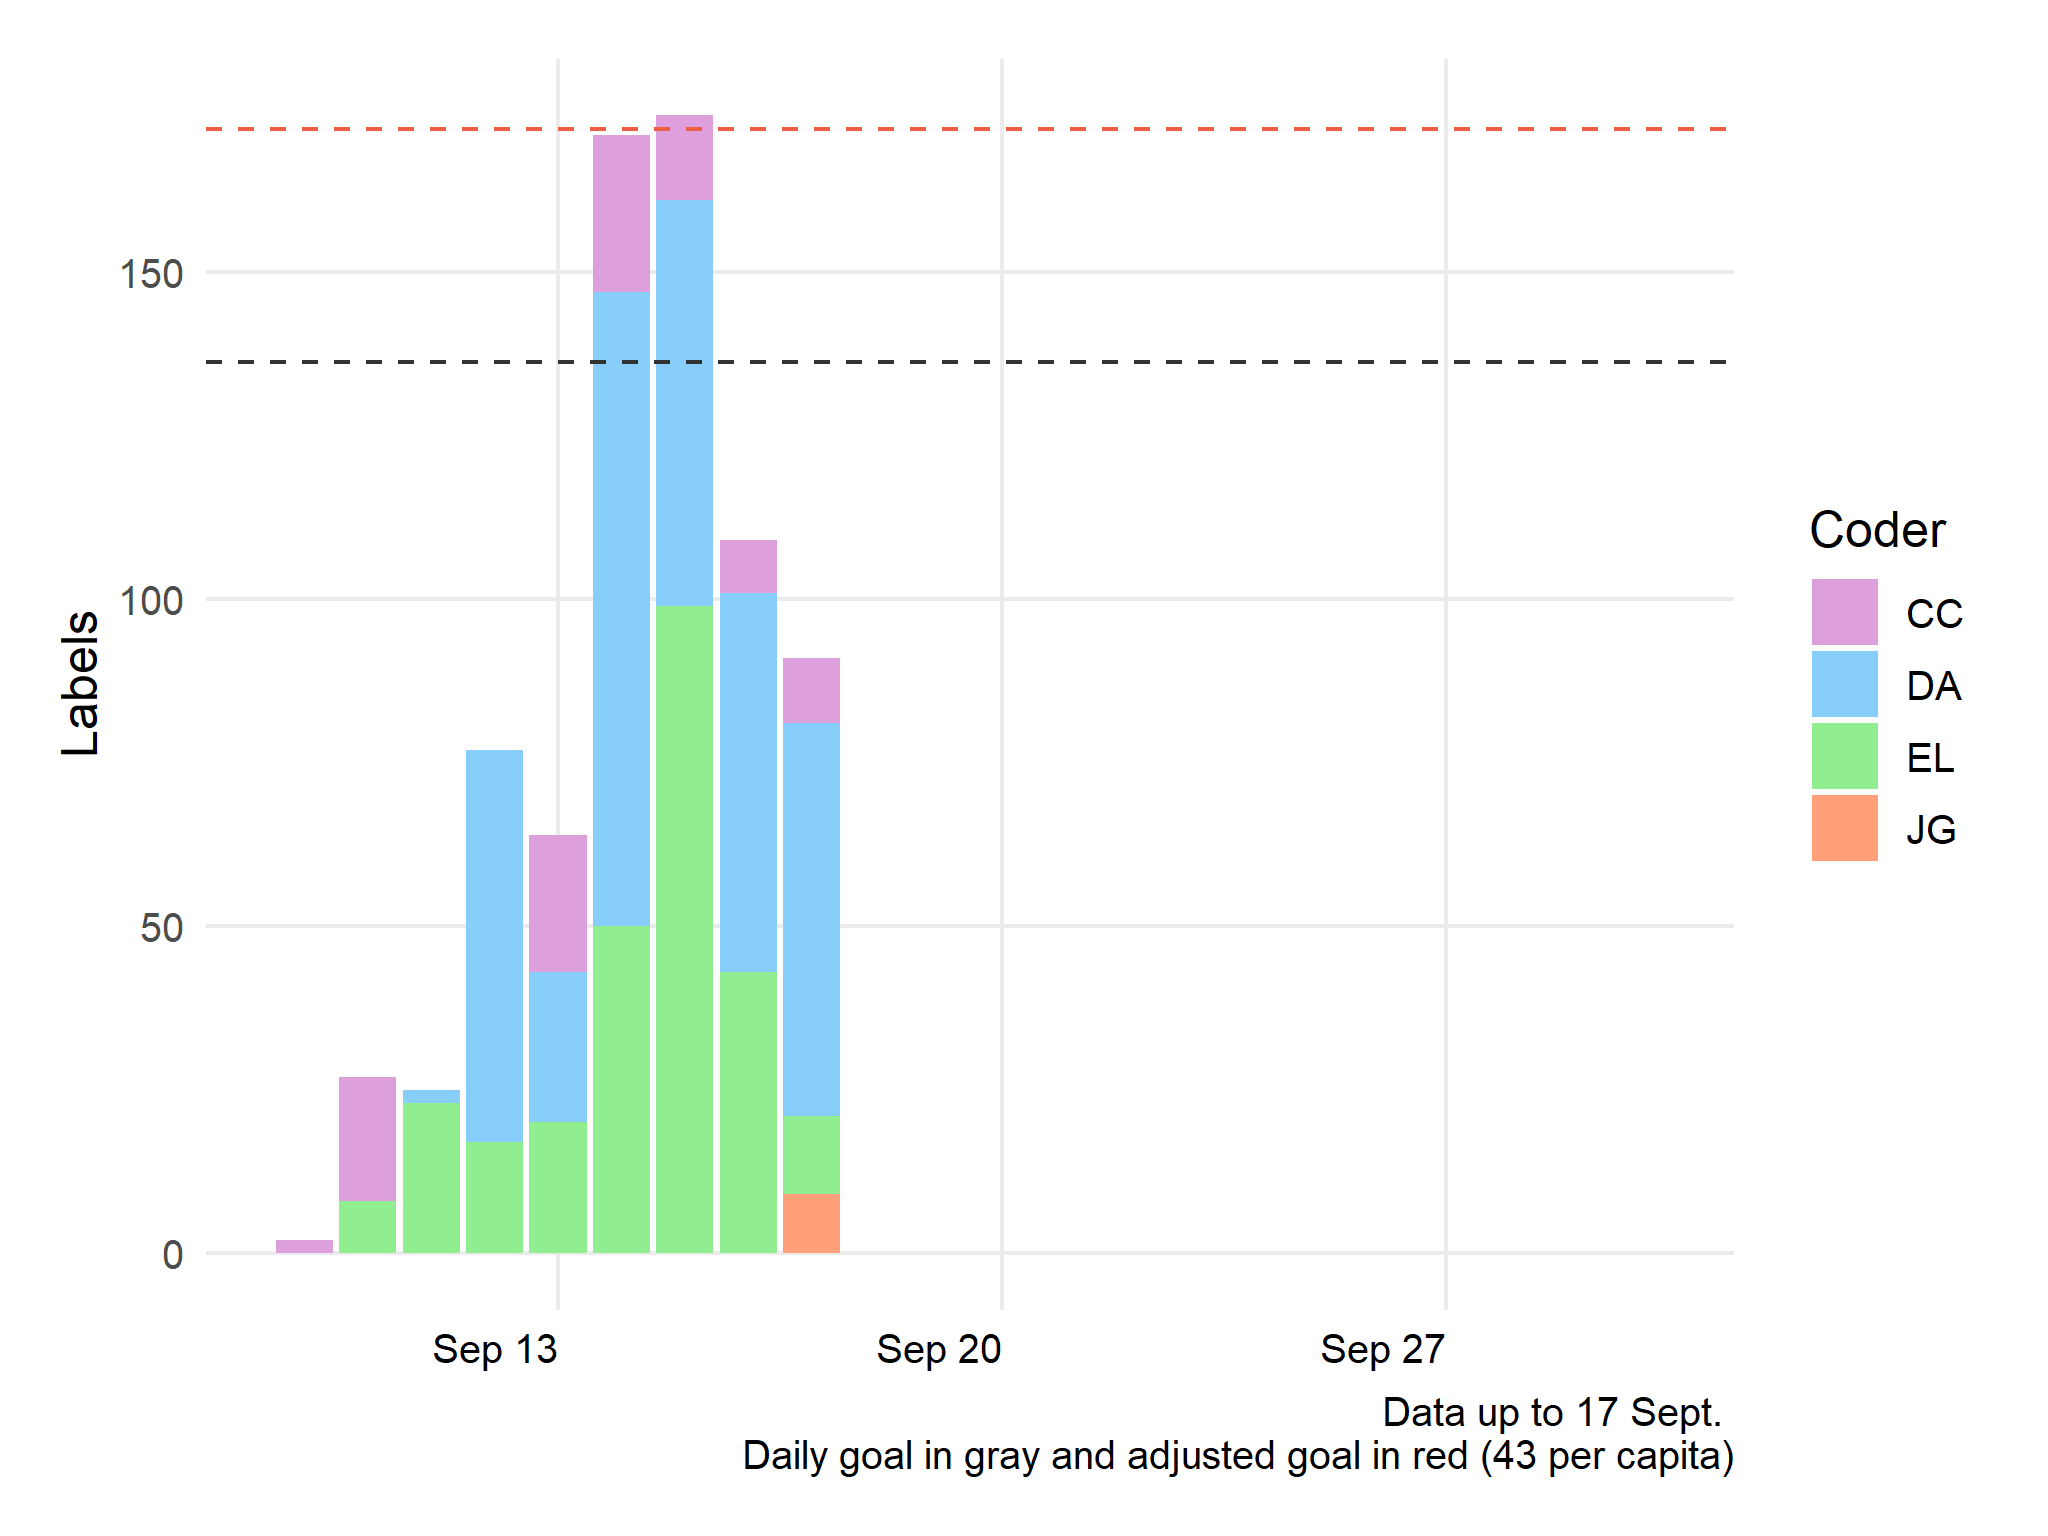 150
100
50
0
Labels
Sep 13
Sep 20
Sep 27
Coder
CC
DA
EL
JG
Data up to 17 Sept.
Daily goal in gray and adjusted goal in red (43 per capita)